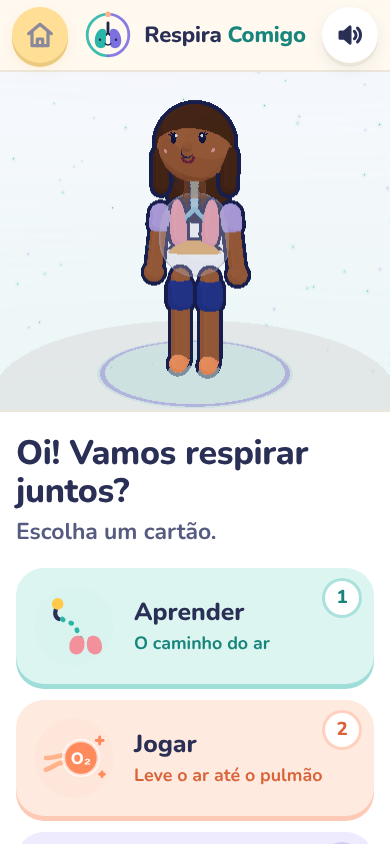 Respira Comigo
Oi! Vamos respirar
juntos?
Escolha um cartão.
1
Aprender
O caminho do ar
2
O₂
Jogar
Leve o ar até o pulmão